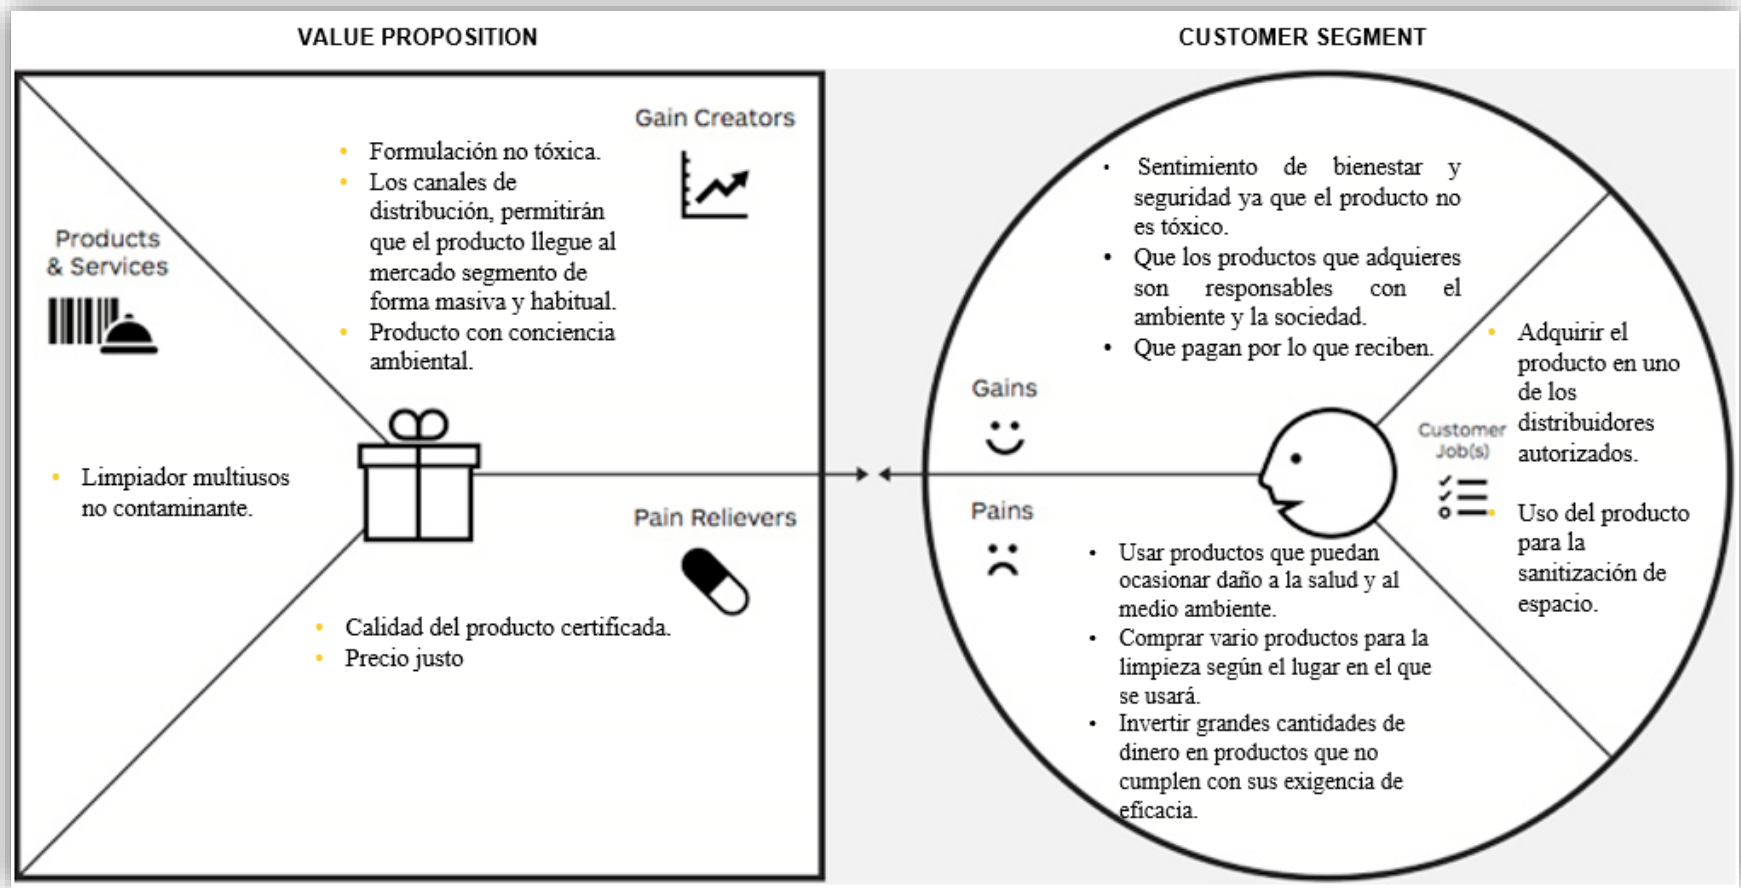 VALUE PROPOSITION
Gain Creators
• Formulación no tóxica.
• Los canales de
distribución, permitirán
que el producto llegue al
mercado segmento de
forma masiva y habitual.
• Producto con conciencia
ambiental.
Products
& Services
• Limpiador multiusos
no contaminante.
Pain Relievers
• Calidad del producto certificada.
• Precio justo
CUSTOMER SEGMENT
• Sentimiento de bienestar y
seguridad ya que el producto no
es tóxico.
• Que los productos que adquieres
son responsables con el
ambiente y la sociedad.
• Que pagan por lo que reciben.
Gains
Customer
Job(s)
• Adquirir el
producto en uno
de los
distribuidores
autorizados.
• Uso del producto
para la
sanitización de
espacio.
Pains
• Usar productos que puedan
ocasionar daño a la salud y al
medio ambiente.
• Comprar vario productos para la
limpieza según el lugar en el que
se usará.
• Invertir grandes cantidades de
dinero en productos que no
cumplen con sus exigencia de
eficacia.